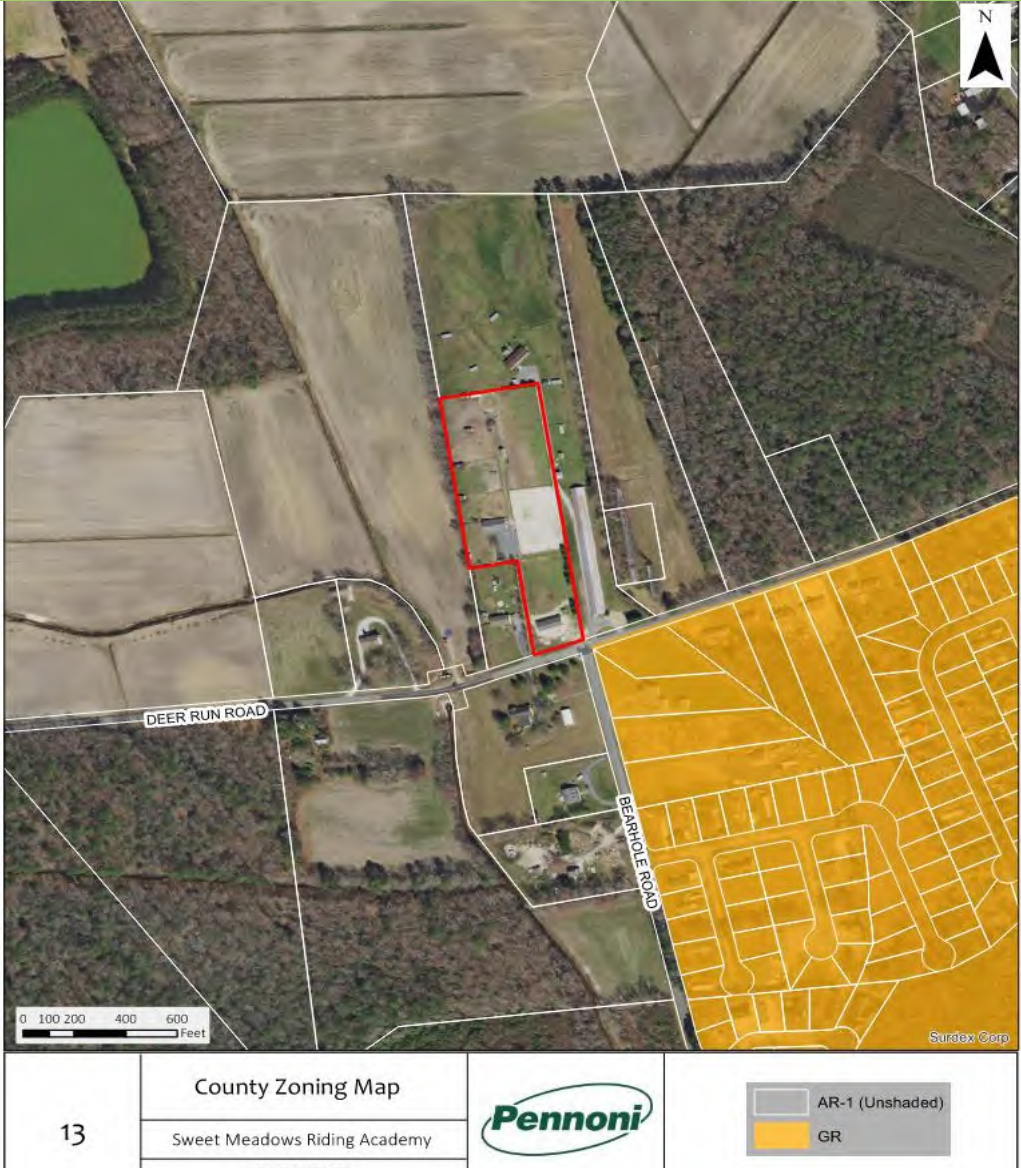 N
DEER RUN ROAD
BEARHOLE ROAD
0 100 200 400 600
Feet
Surdex Corp
13
County Zoning Map
Sweet Meadows Riding Academy
Pennoni
AR-1 (Unshaded)
GR